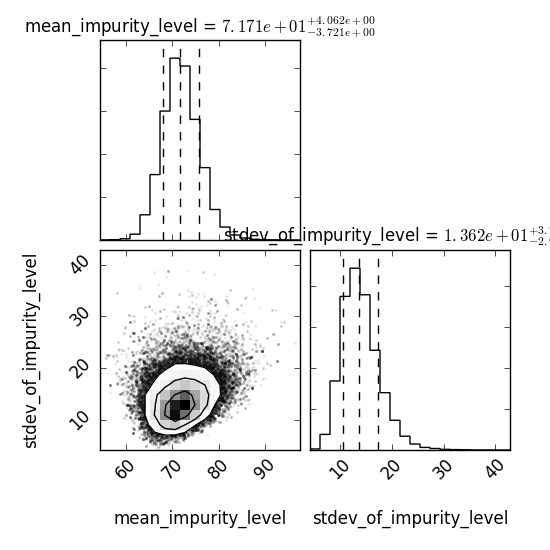 mean_impurity_level = 7.171e+01 +4.062e+00 −3.721e+00
stdev_of_impurity_level = 1.362e+01
stdev_of_impurity_level
40
30
20
10
60 70 80 90
10 20 30 40
mean_impurity_level
stdev_of_impurity_level